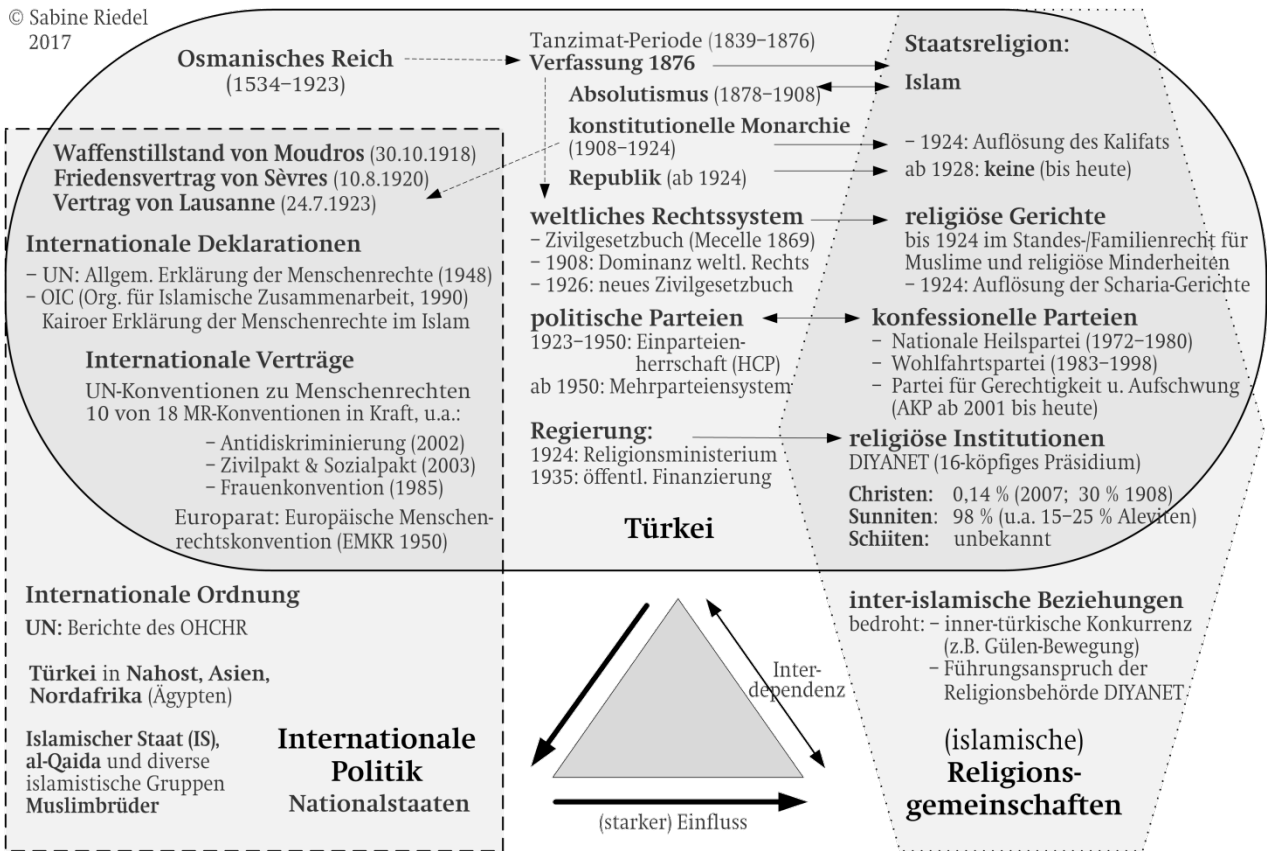 © Sabine Riedel
2017
Osmanisches Reich
(1534–1923)
Tanzimat-Periode (1839–1876)
Verfassung 1876
Absolutismus (1878–1908)
konstitutionelle Monarchie
(1908–1924)
Republik (ab 1924)
Staatsreligion:
Islam
– 1924: Auflösung des Kalifats
ab 1928: keine (bis heute)
Waffenstillstand von Moudros (30.10.1918)
Friedensvertrag von Sèvres (10.8.1920)
Vertrag von Lausanne (24.7.1923)
Internationale Deklarationen
– UN: Allgem. Erklärung der Menschenrechte (1948)
– OIC (Org. für Islamische Zusammenarbeit, 1990)
Kairoer Erklärung der Menschenrechte im Islam
Internationale Verträge
UN-Konventionen zu Menschenrechten
10 von 18 MR-Konventionen in Kraft, u.a.:
– Antidiskriminierung (2002)
– Zivilpakt & Sozialpakt (2003)
– Frauenkonvention (1985)
Europarat: Europäische Menschen-
rechtskonvention (EMKR 1950)
weltliches Rechtssystem
– Zivilgesetzbuch (Mecelle 1869)
– 1908: Dominanz weltl. Rechts
– 1926: neues Zivilgesetzbuch
politische Parteien
1923–1950: Einparteien-
herrschaft (HCP)
ab 1950: Mehrparteiensystem
Regierung:
1924: Religionsministerium
1935: öffentl. Finanzierung
Türkei
religiöse Gerichte
bis 1924 im Standes-/Familienrecht für
Muslime und religiöse Minderheiten
– 1924: Auflösung der Scharia-Gerichte
konfessionelle Parteien
– Nationale Heilspartei (1972–1980)
– Wohlfahrtspartei (1983–1998)
– Partei für Gerechtigkeit u. Aufschwung
(AKP ab 2001 bis heute)
religiöse Institutionen
DIYANET (16-köpfiges Präsidium)
Christen: 0,14 % (2007; 30 % 1908)
Sunniten: 98 % (u.a. 15–25 % Aleviten)
Schiiten: unbekannt
Internationale Ordnung
UN: Berichte des OHCHR
Türkei in Nahost, Asien,
Nordafrika (Ägypten)
Islamischer Staat (IS),
al-Qaida und diverse
islamistische Gruppen
Muslimbrüder
Internationale
Politik
Nationalstaaten
Inter-
dependenz
(starker) Einfluss
inter-islamische Beziehungen
bedroht: – inner-türkische Konkurrenz
(z.B. Gülen-Bewegung)
– Führungsanspruch der
Religionsbehörde DIYANET
(islamische)
Religions-
gemeinschaften